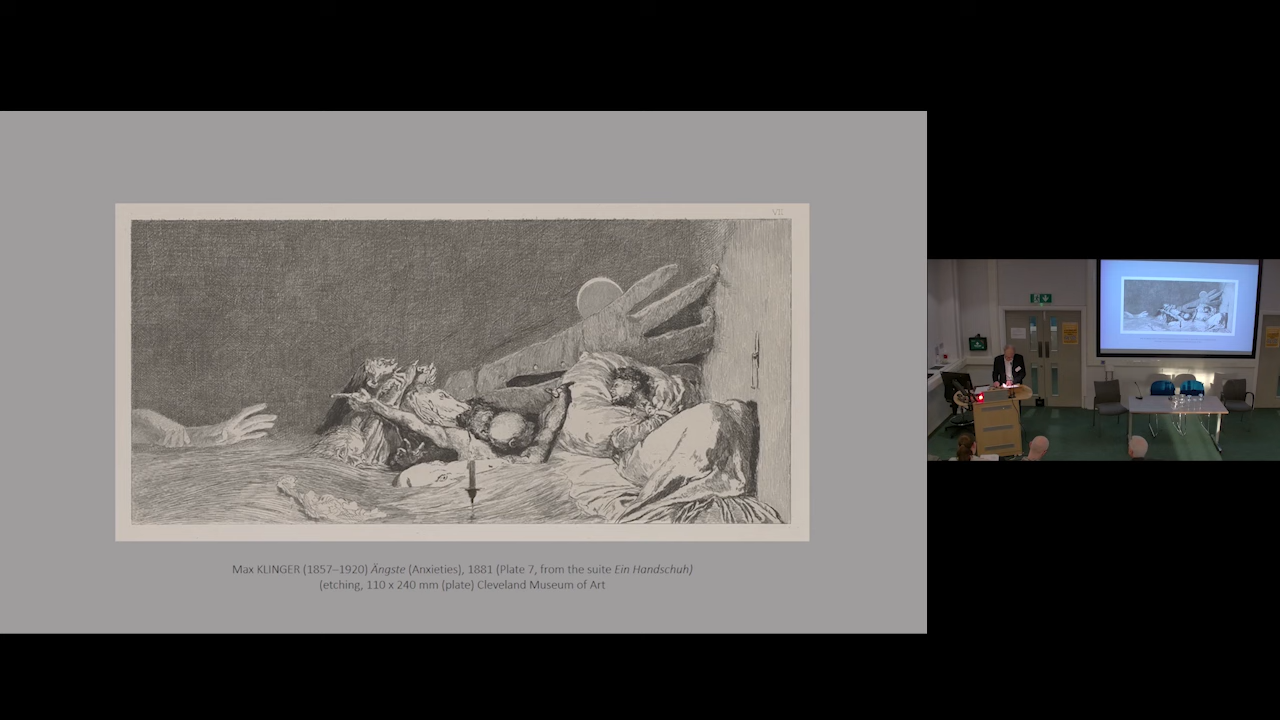 VII.
Max KLINGER (1857–1920) Ängste (Anxieties), 1881 (Plate 7, from the suite Ein Handschuh)
(etching, 110 x 240 mm (plate) Cleveland Museum of Art